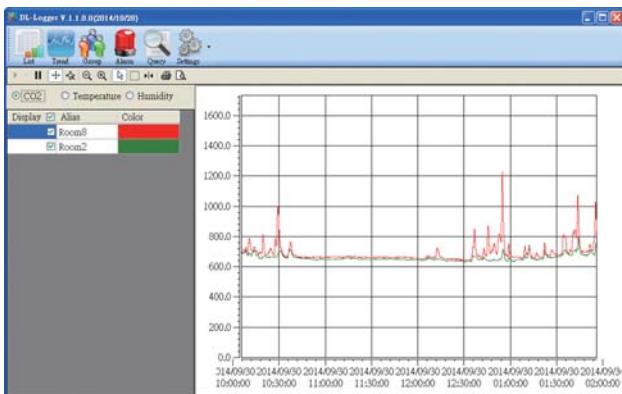 DL-Logger V.1.1.0.0(2014/10/28)
List Trend Group Alarm Query Settings
CO2 Temperature Humidity
Display Alias Color
Room8
Room2
1600.0
1400.0
1200.0
1000.0
800.0
600.0
400.0
200.0
0.0
2014/09/30 2014/09/30 2014/09/30 2014/09/30 2014/09/30 2014/09/30 2014/09/30 2014/09/30 2014/09/30
10:00:00 10:30:00 11:00:00 11:30:00 12:00:00 12:30:00 01:00:00 01:30:00 02:00:00